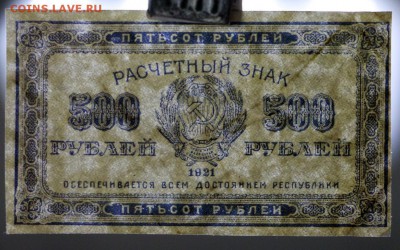 COINS.LAVE.RU
ПЯТЬСОТ РУБЛЕЙ
РАСЧЕТНЫЙ ЗНАК
500 500
РУБЛЕЙ РУБЛЕЙ
1921
ОБЕСПЕЧИВАЕТСЯ ВСЕМ ДОСТОЯНИЕМ РЕСПУБЛИКИ
ПЯТЬСОТ РУБЛЕЙ